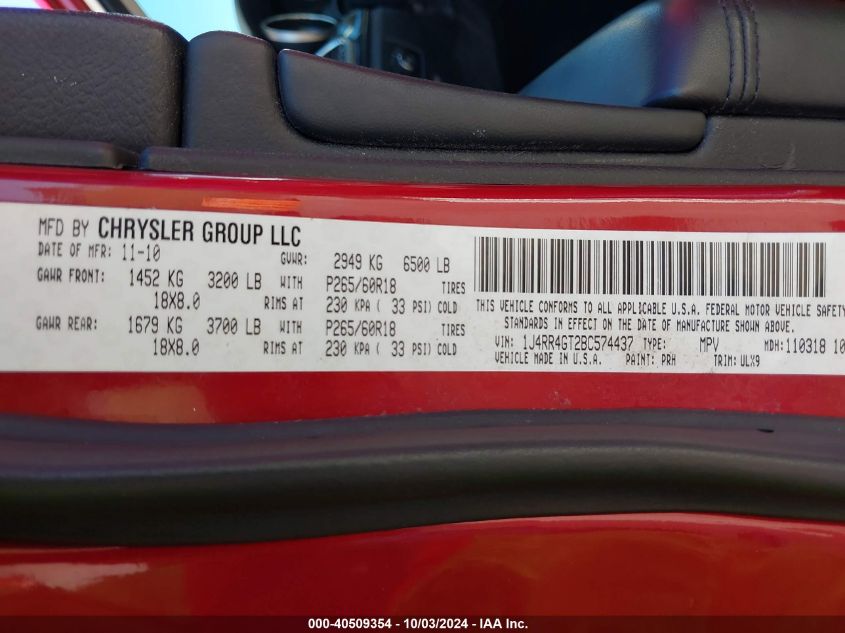 MFD BY CHRYSLER GROUP LLC
DATE OF MFR: 11-10 GVWR: 2949 KG 6500 LB
GAWR FRONT: 1452 KG 3200 LB WITH P265/60R18 TIRES
18X8.0 RIMS AT 230 KPA ( 33 PSI) COLD
GAWR REAR: 1679 KG 3700 LB WITH P265/60R18 TIRES
18X8.0 RIMS AT 230 KPA ( 33 PSI) COLD
THIS VEHICLE CONFORMS TO ALL APPLICABLE U.S.A. FEDERAL MOTOR VEHICLE SAFETY
STANDARDS IN EFFECT ON THE DATE OF MANUFACTURE SHOWN ABOVE.
VIN: 1J4RR4GT2BC574437 TYPE: MPV MDH: 110318 10
VEHICLE MADE IN U.S.A. PAINT: PRH TRIM: ULX9
000-40509354 - 10/03/2024 - IAA Inc.